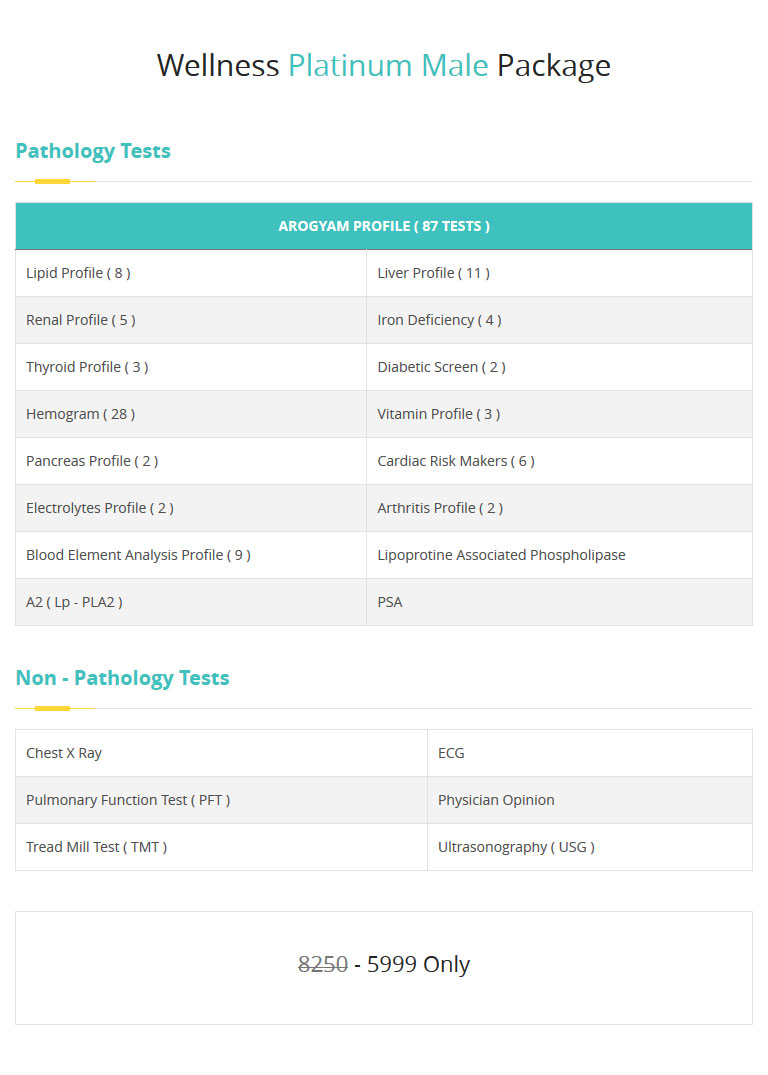 Wellness Platinum Male Package
Pathology Tests
AROGYAM PROFILE ( 87 TESTS )
Lipid Profile ( 8 )
Liver Profile ( 11 )
Renal Profile ( 5 )
Iron Deficiency ( 4 )
Thyroid Profile ( 3 )
Diabetic Screen ( 2 )
Hemogram ( 28 )
Vitamin Profile ( 3 )
Pancreas Profile ( 2 )
Cardiac Risk Makers ( 6 )
Electrolytes Profile ( 2 )
Arthritis Profile ( 2 )
Blood Element Analysis Profile ( 9 )
Lipoprotine Associated Phospholipase
A2 ( Lp - PLA2 )
PSA
Non - Pathology Tests
Chest X Ray
ECG
Pulmonary Function Test ( PFT )
Physician Opinion
Tread Mill Test ( TMT )
Ultrasonography ( USG )
8250 - 5999 Only